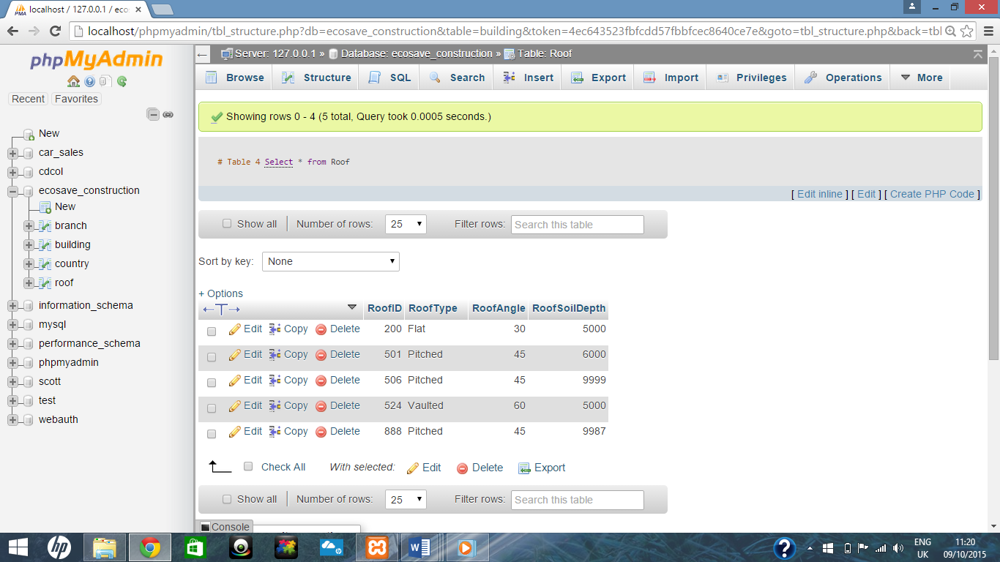 localhost / 127.0.0.1 / eco
localhost/phpmyadmin/tbl_structure.php?db=ecosave_construction&table=building&token=4ec643523fbfcdd57fbbfcec8640ce7e&goto=tbl_structure.php&back=tbl
phpMyAdmin
Recent Favorites
New
car_sales
cdcol
ecosave_construction
New
branch
building
country
roof
information_schema
mysql
performance_schema
phpmyadmin
scott
test
webauth
Server: 127.0.0.1 » Database: ecosave_construction » Table: Roof
Browse Structure SQL Search Insert Export Import Privileges Operations More
Showing rows 0 - 4 (5 total, Query took 0.0005 seconds.)
# Table 4 Select * from Roof
[ Edit inline ] [ Edit ] [ Create PHP Code ]
Show all Number of rows: 25 Filter rows: Search this table
Sort by key: None
+ Options
←T→ RoofID RoofType RoofAngle RoofSoilDepth
Edit Copy Delete 200 Flat 30 5000
Edit Copy Delete 501 Pitched 45 6000
Edit Copy Delete 506 Pitched 45 9999
Edit Copy Delete 524 Vaulted 60 5000
Edit Copy Delete 888 Pitched 45 9987
Check All With selected: Edit Delete Export
Show all Number of rows: 25 Filter rows: Search this table
Console
ENG 11:20
UK 09/10/2015